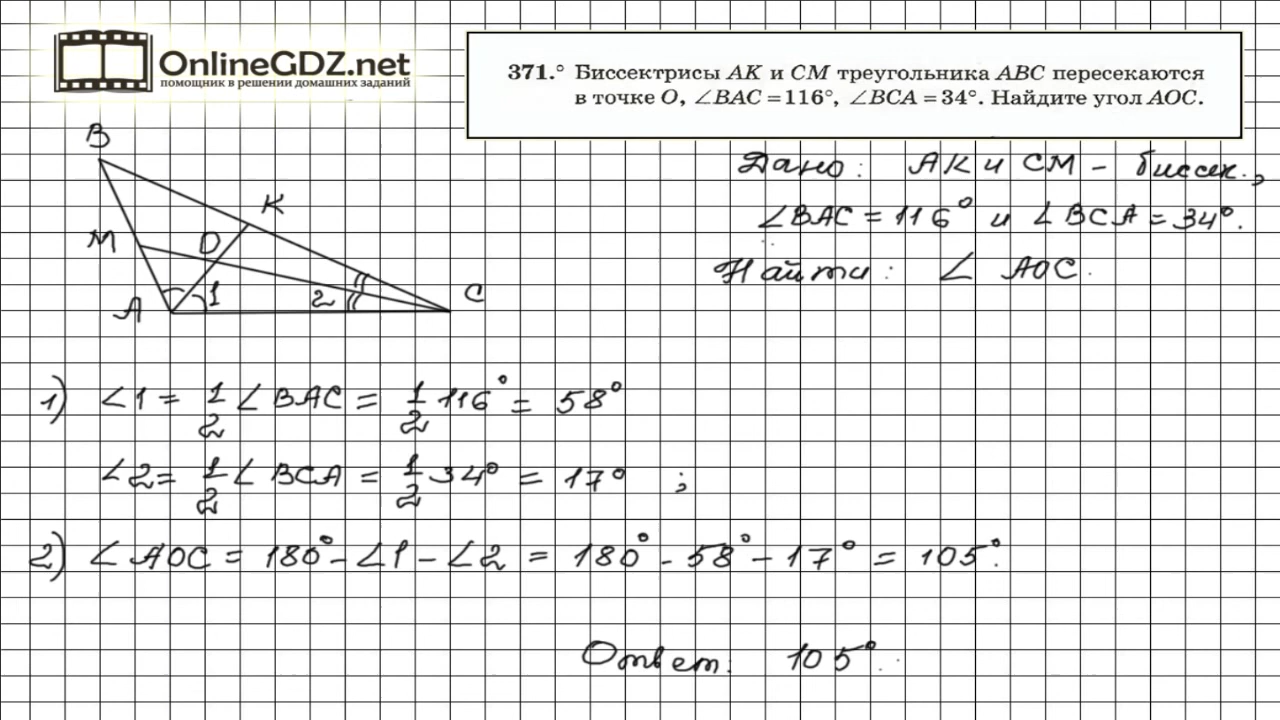 OnlineGDZ.net
помощник в решении домашних заданий
371.° Биссектрисы AK и CM треугольника ABC пересекаются
в точке O, ∠BAC = 116°, ∠BCA = 34°. Найдите угол AOC.
Дано: AK и CM – биссек.,
∠BAC = 116° и ∠BCA = 34°.
Найти: ∠ AOC.
B
K
M
O
A
1
2
C
1) ∠1 = 1/2 ∠BAC = 1/2 116° = 58°
∠2 = 1/2 ∠BCA = 1/2 34° = 17° ;
2) ∠AOC = 180° - ∠1 - ∠2 = 180° - 58° - 17° = 105°.
Ответ: 105°.